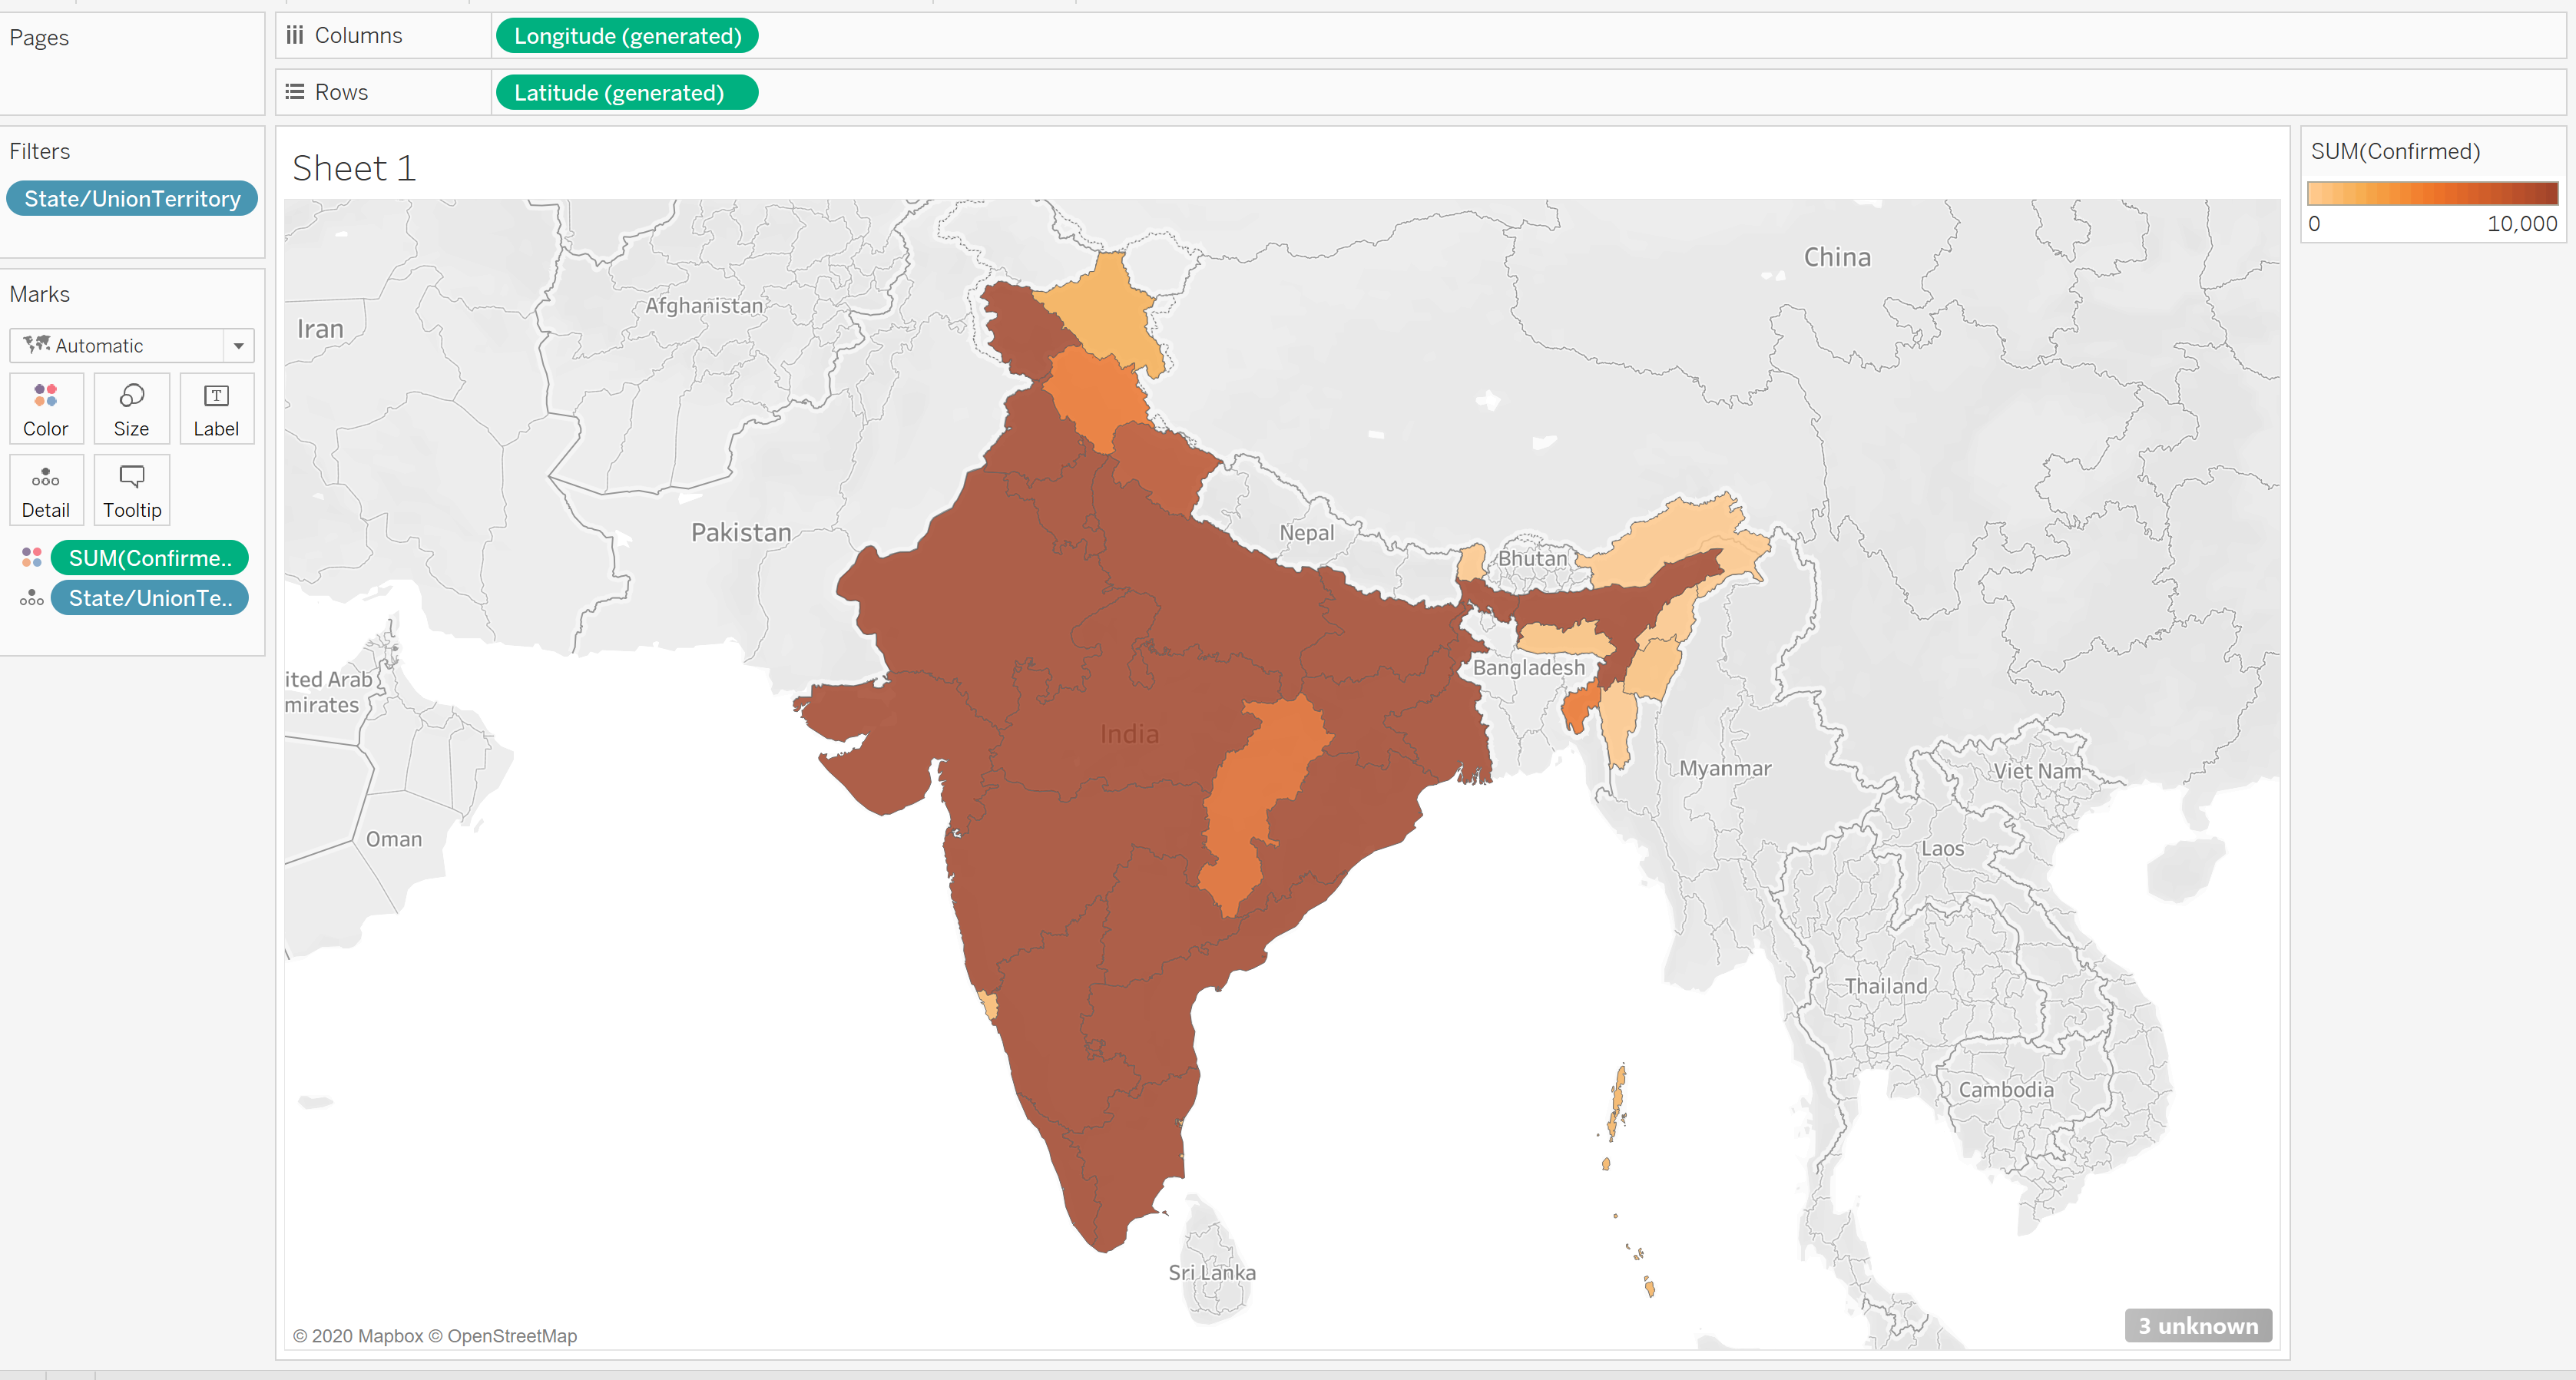 Pages
Columns
Longitude (generated)
Rows
Latitude (generated)
Filters
State/UnionTerritory
Marks
Automatic
Color
Size
Label
Detail
Tooltip
SUM(Confirme..
State/UnionTe..
Sheet 1
China
Afghanistan
Iran
Pakistan
Nepal
Bhutan
ited Arab
mirates
Bangladesh
India
Myanmar
Viet Nam
Oman
Laos
Thailand
Cambodia
Sri Lanka
© 2020 Mapbox © OpenStreetMap
3 unknown
SUM(Confirmed)
0 10,000